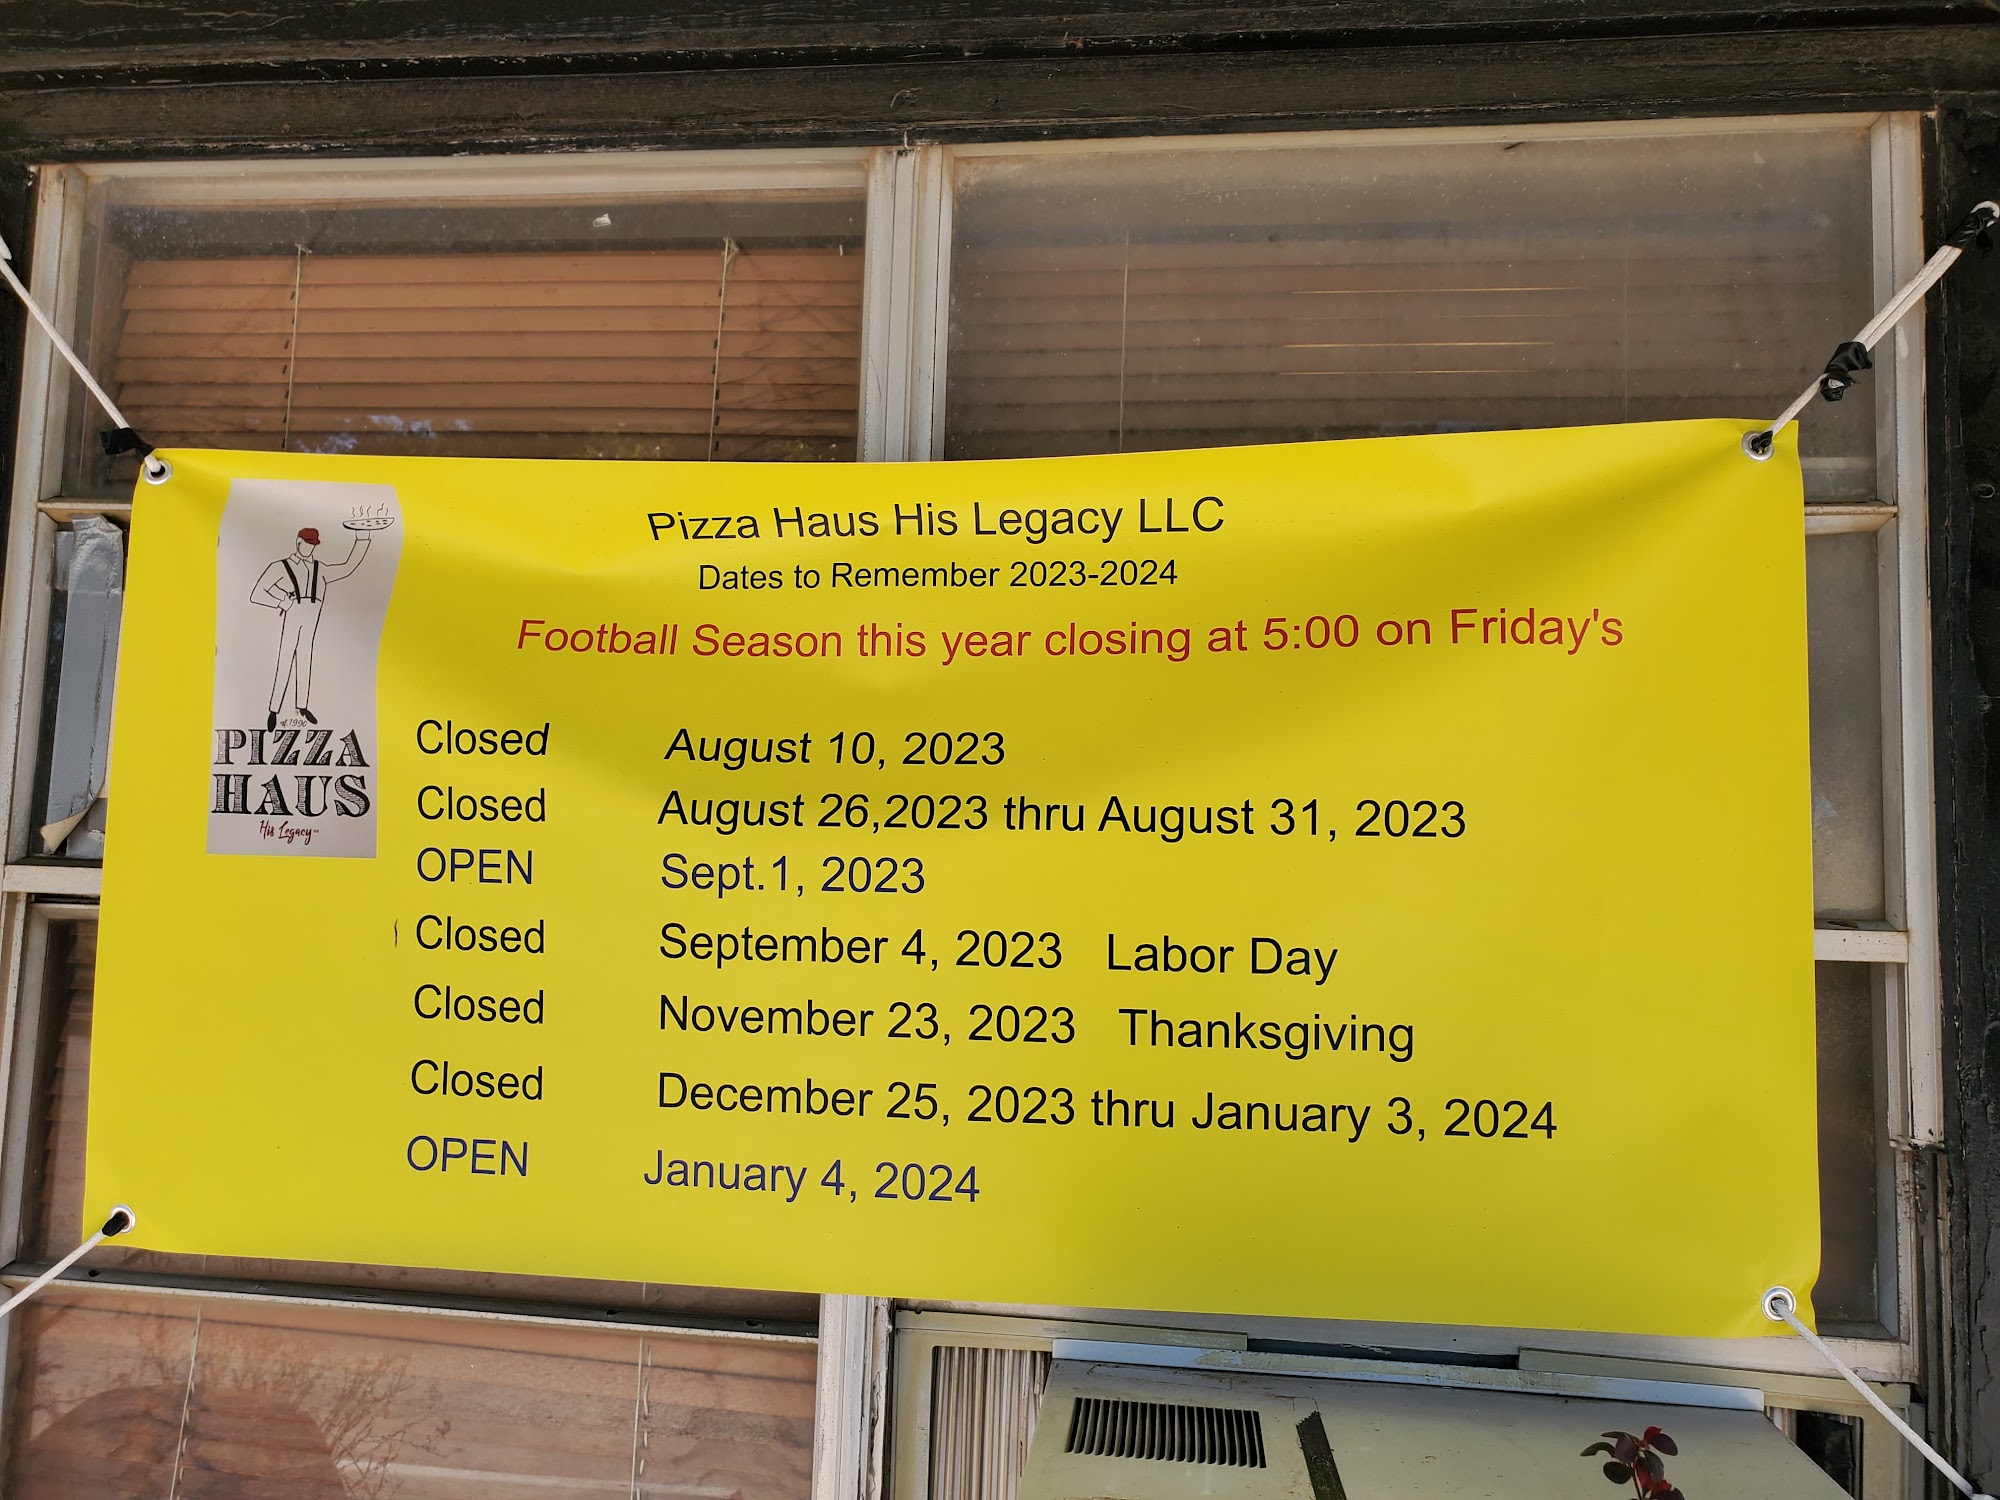 Pizza Haus His Legacy LLC
Dates to Remember 2023-2024
Football Season this year closing at 5:00 on Friday's
est.1990
PIZZA
HAUS
His Legacy
Closed August 10, 2023
Closed August 26,2023 thru August 31, 2023
OPEN Sept.1, 2023
Closed September 4, 2023 Labor Day
Closed November 23, 2023 Thanksgiving
Closed December 25, 2023 thru January 3, 2024
OPEN January 4, 2024